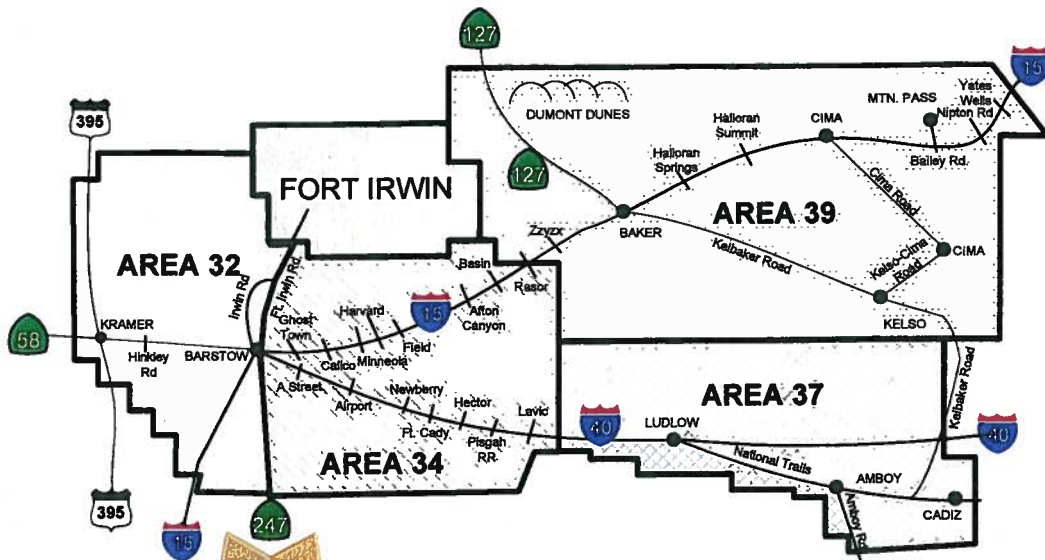 127
15
395
DUMONT DUNES
Halloran
Summit
CIMA
MTN. PASS
Yates
Wells
Nipton Rd
Bailey Rd.
127
Halloran
Springs
FORT IRWIN
AREA 39
Cima Road
Zzyzx
BAKER
Kelbaker Road
CIMA
Kelso-Cima
Road
KELSO
AREA 32
Irwin Rd
Ft. Irwin Rd.
Basin
Rasor
Afton
Canyon
15
58
KRAMER
Hinkley
Rd
BARSTOW
Ghost
Town
Harvard
Calico
Minneola
Field
A Street
Airport
Newberry
Ft. Cady
Hector
Pisgah
RR
Lavic
AREA 34
40
LUDLOW
AREA 37
Kelbaker Road
40
National Trails
AMBOY
Amboy Rd.
CADIZ
395
15
247